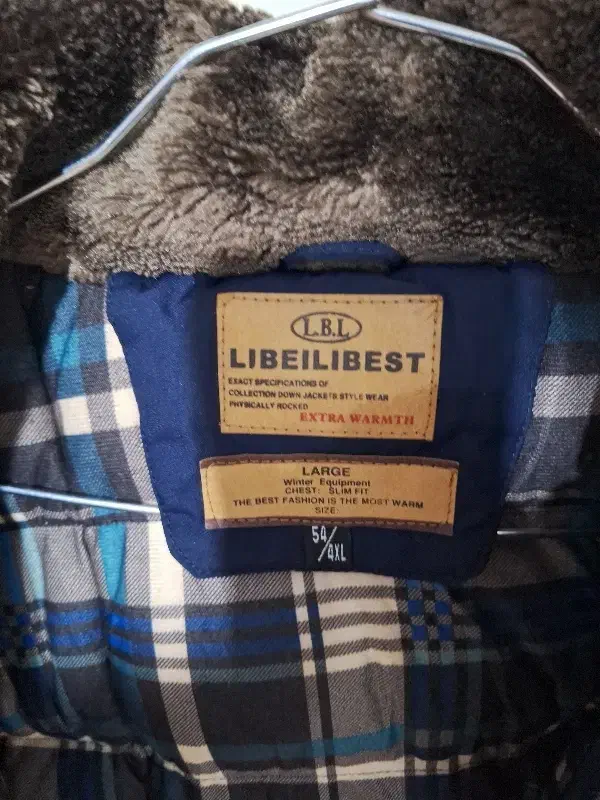 L.B.L
LIBEILIBEST
EXACT SPECIFICATIONS OF
COLLECTION DOWN JACKETS STYLE WEAR
PHYSICALLY ROCKED
EXTRA WARMTH
LARGE
Winter Equipment
CHEST: SLIM FIT
THE BEST FASHION IS THE MOST WARM
SIZE:
54/4XL